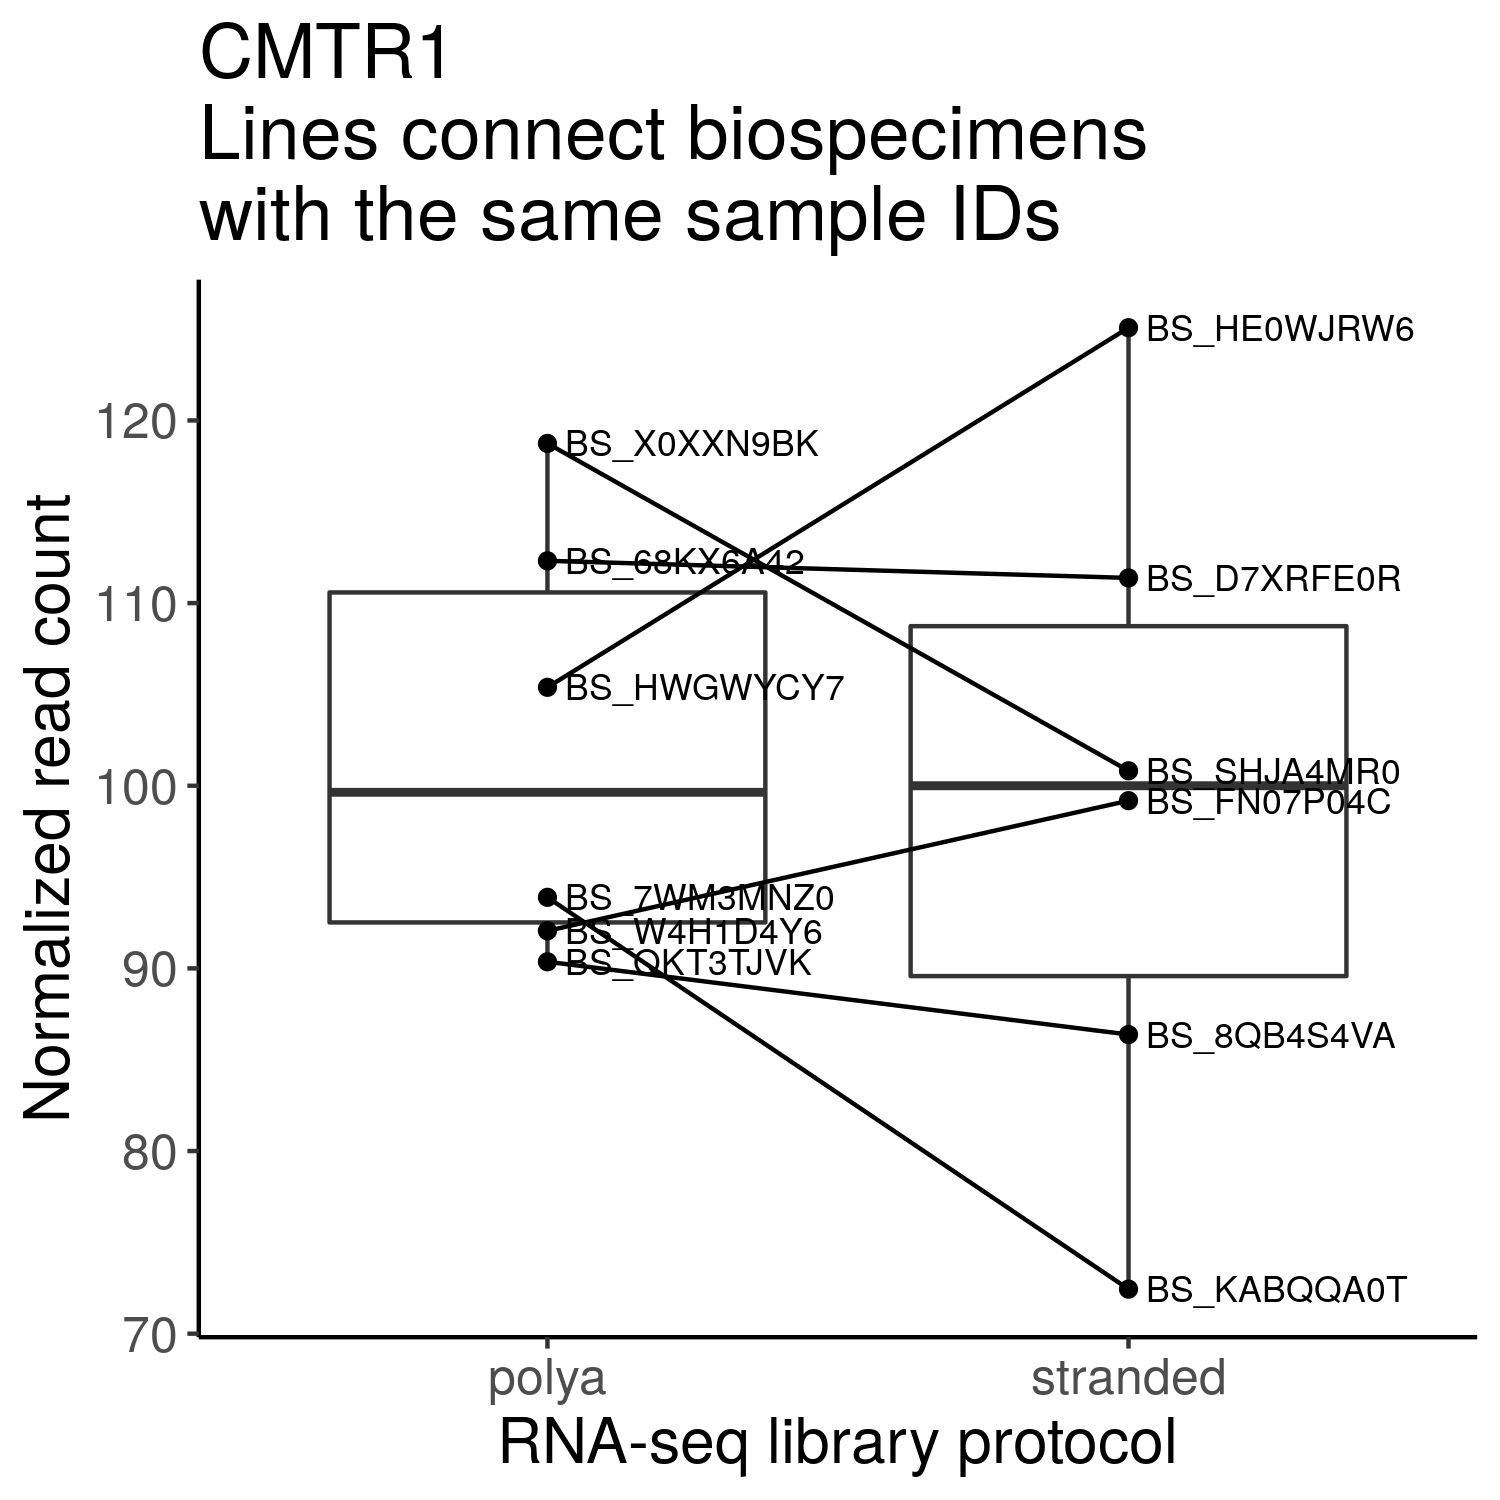 CMTR1
Lines connect biospecimens
with the same sample IDs
Normalized read count
120
110
100
90
80
70
BS_X0XXN9BK
BS_68KX6A42
BS_HWGWYCY7
BS_7WM3MNZ0
BS_W4H1D4Y6
BS_QKT3TJVK
BS_HE0WJRW6
BS_D7XRFE0R
BS_SHJA4MR0
BS_FN07P04C
BS_8QB4S4VA
BS_KABQQA0T
polya
stranded
RNA-seq library protocol